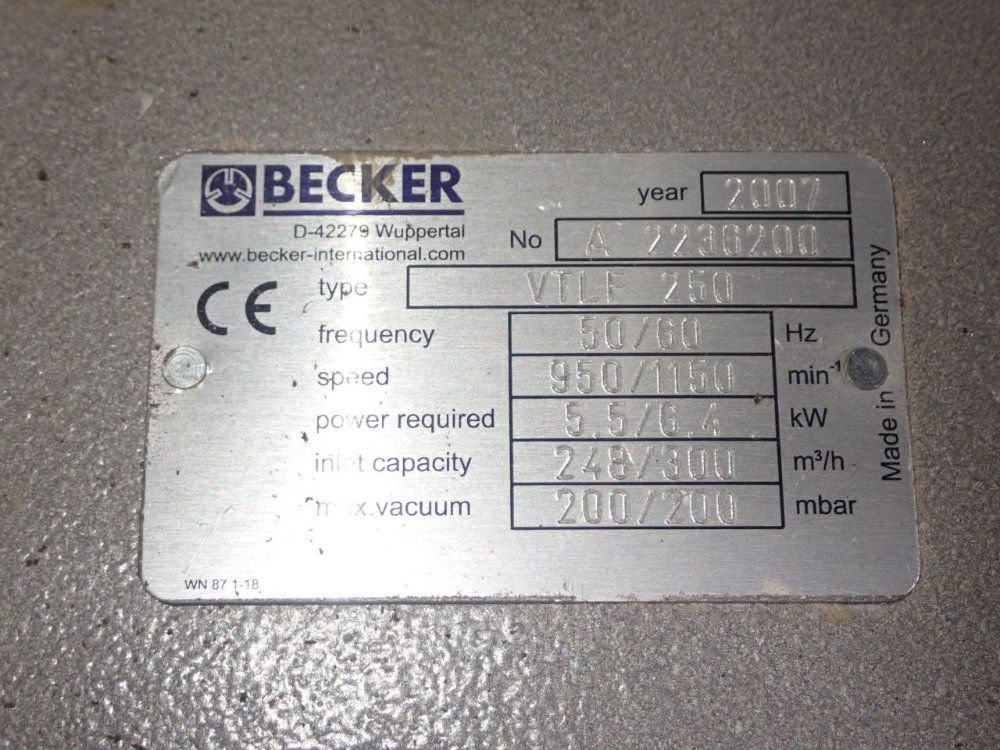 BECKER
D-42279 Wuppertal
www.becker-international.com
year 2007
No A 2236200
CE
type VTLF 250
frequency 50/60 Hz
speed 950/1150 min⁻¹
power required 5.5/6.4 kW
inlet capacity 248/300 m³/h
max.vacuum 200/200 mbar
Made in Germany
WN 87 1-18